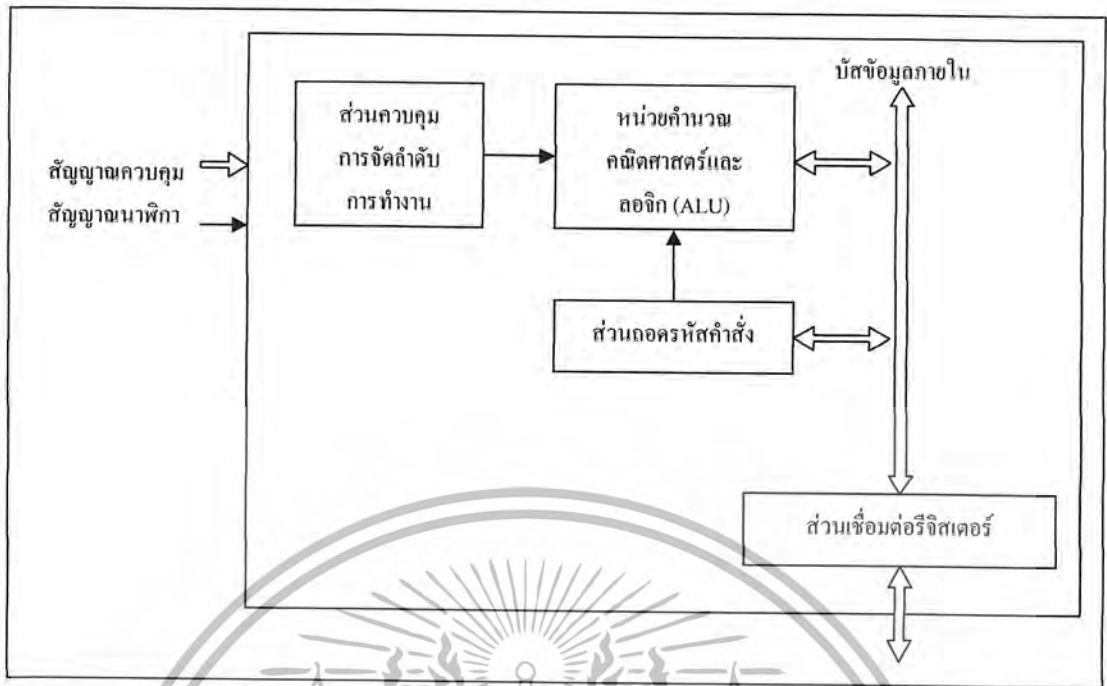 บัสข้อมูลภายใน
ส่วนควบคุม
การจัดลำดับ
การทำงาน
หน่วยคำนวณ
คณิตศาสตร์และ
ลอจิก (ALU)
สัญญาณควบคุม
สัญญาณนาฬิกา
ส่วนถอดรหัสคำสั่ง
ส่วนเชื่อมต่อรีจิสเตอร์